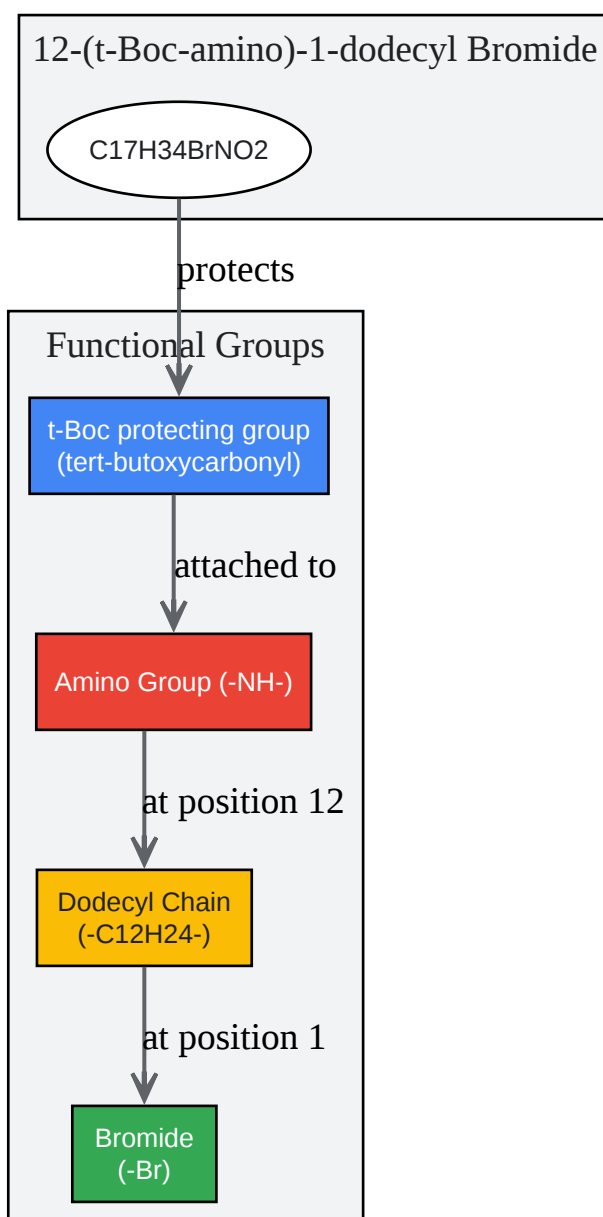 12-(t-Boc-amino)-1-dodecyl Bromide
C17H34BrNO2
protects
Functional Groups
t-Boc protecting group
(tert-butoxycarbonyl)
attached to
Amino Group (-NH-)
at position 12
Dodecyl Chain
(-C12H24-)
at position 1
Bromide
(-Br)